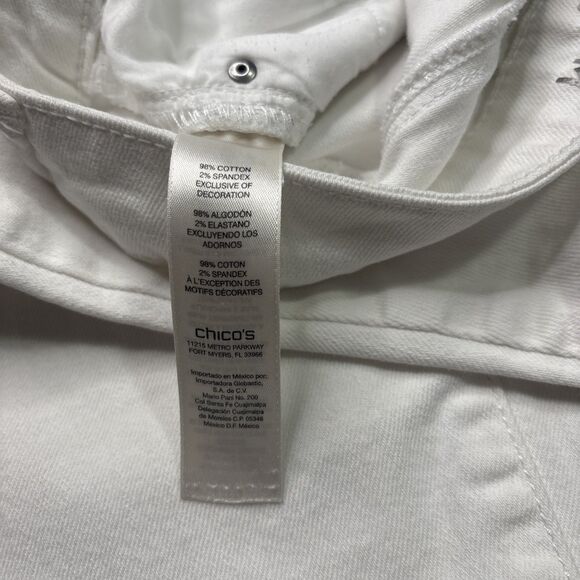 98% COTTON
2% SPANDEX
EXCLUSIVE OF
DECORATION
98% ALGODÓN
2% ELASTANO
EXCLUYENDO LOS
ADORNOS
98% COTON
2% SPANDEX
À L'EXCEPTION DES
MOTIFS DÉCORATIFS
chico's
11215 METRO PARKWAY
FORT MYERS, FL 33966
Importado en México por:
Importadora Globastic,
S.A. de C.V.
Mario Pani No. 200
Col Santa Fe Cuajimalpa
Delegación Cuajimalpa
de Morelos C.P. 05348
México D.F. México